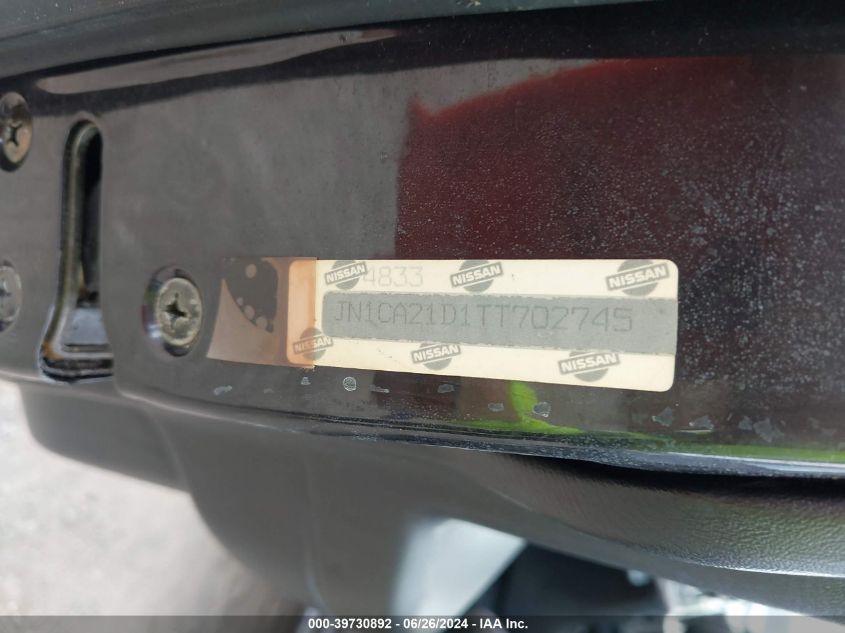 NISSAN 4833 NISSAN NISSAN
JN1CA21D1TT702745
NISSAN NISSAN NISSAN
000-39730892 / 06/26/2024 - IAA Inc.